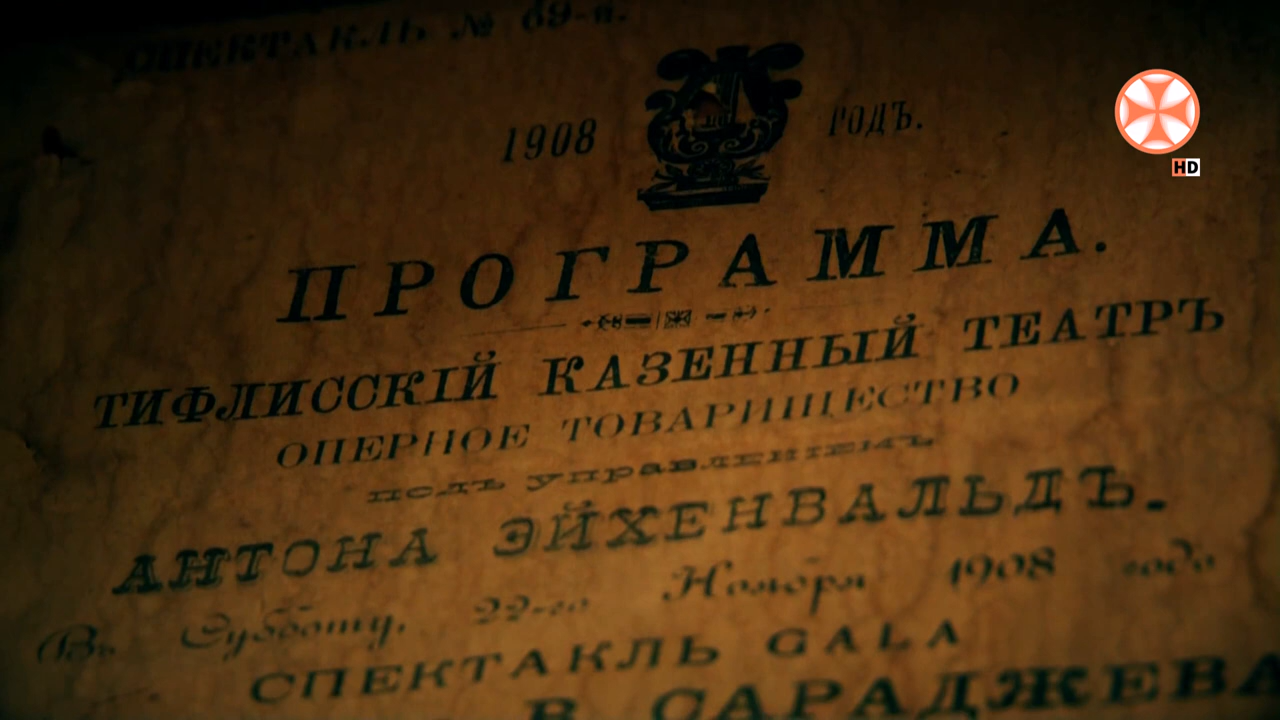 СПЕКТАКЛЬ № 69-й.
1908 ГОДЪ.
ПРОГРАММА.
ТИФЛИССКІЙ КАЗЕННЫЙ ТЕАТРЪ
ОПЕРНОЕ ТОВАРИЩЕСТВО
подъ управленіемъ
АНТОНА ЭЙХЕНВАЛЬДЪ.
Въ Субботу, 22-го Ноября 1908 года
СПЕКТАКЛЬ GALA
В. САРАДЖЕВА
HD